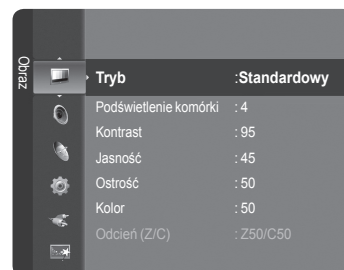 Obraz
Tryb :Standardowy
Podświetlenie komórki : 4
Kontrast : 95
Jasność : 45
Ostrość : 50
Kolor : 50
Odcień (Z/C) : Z50/C50